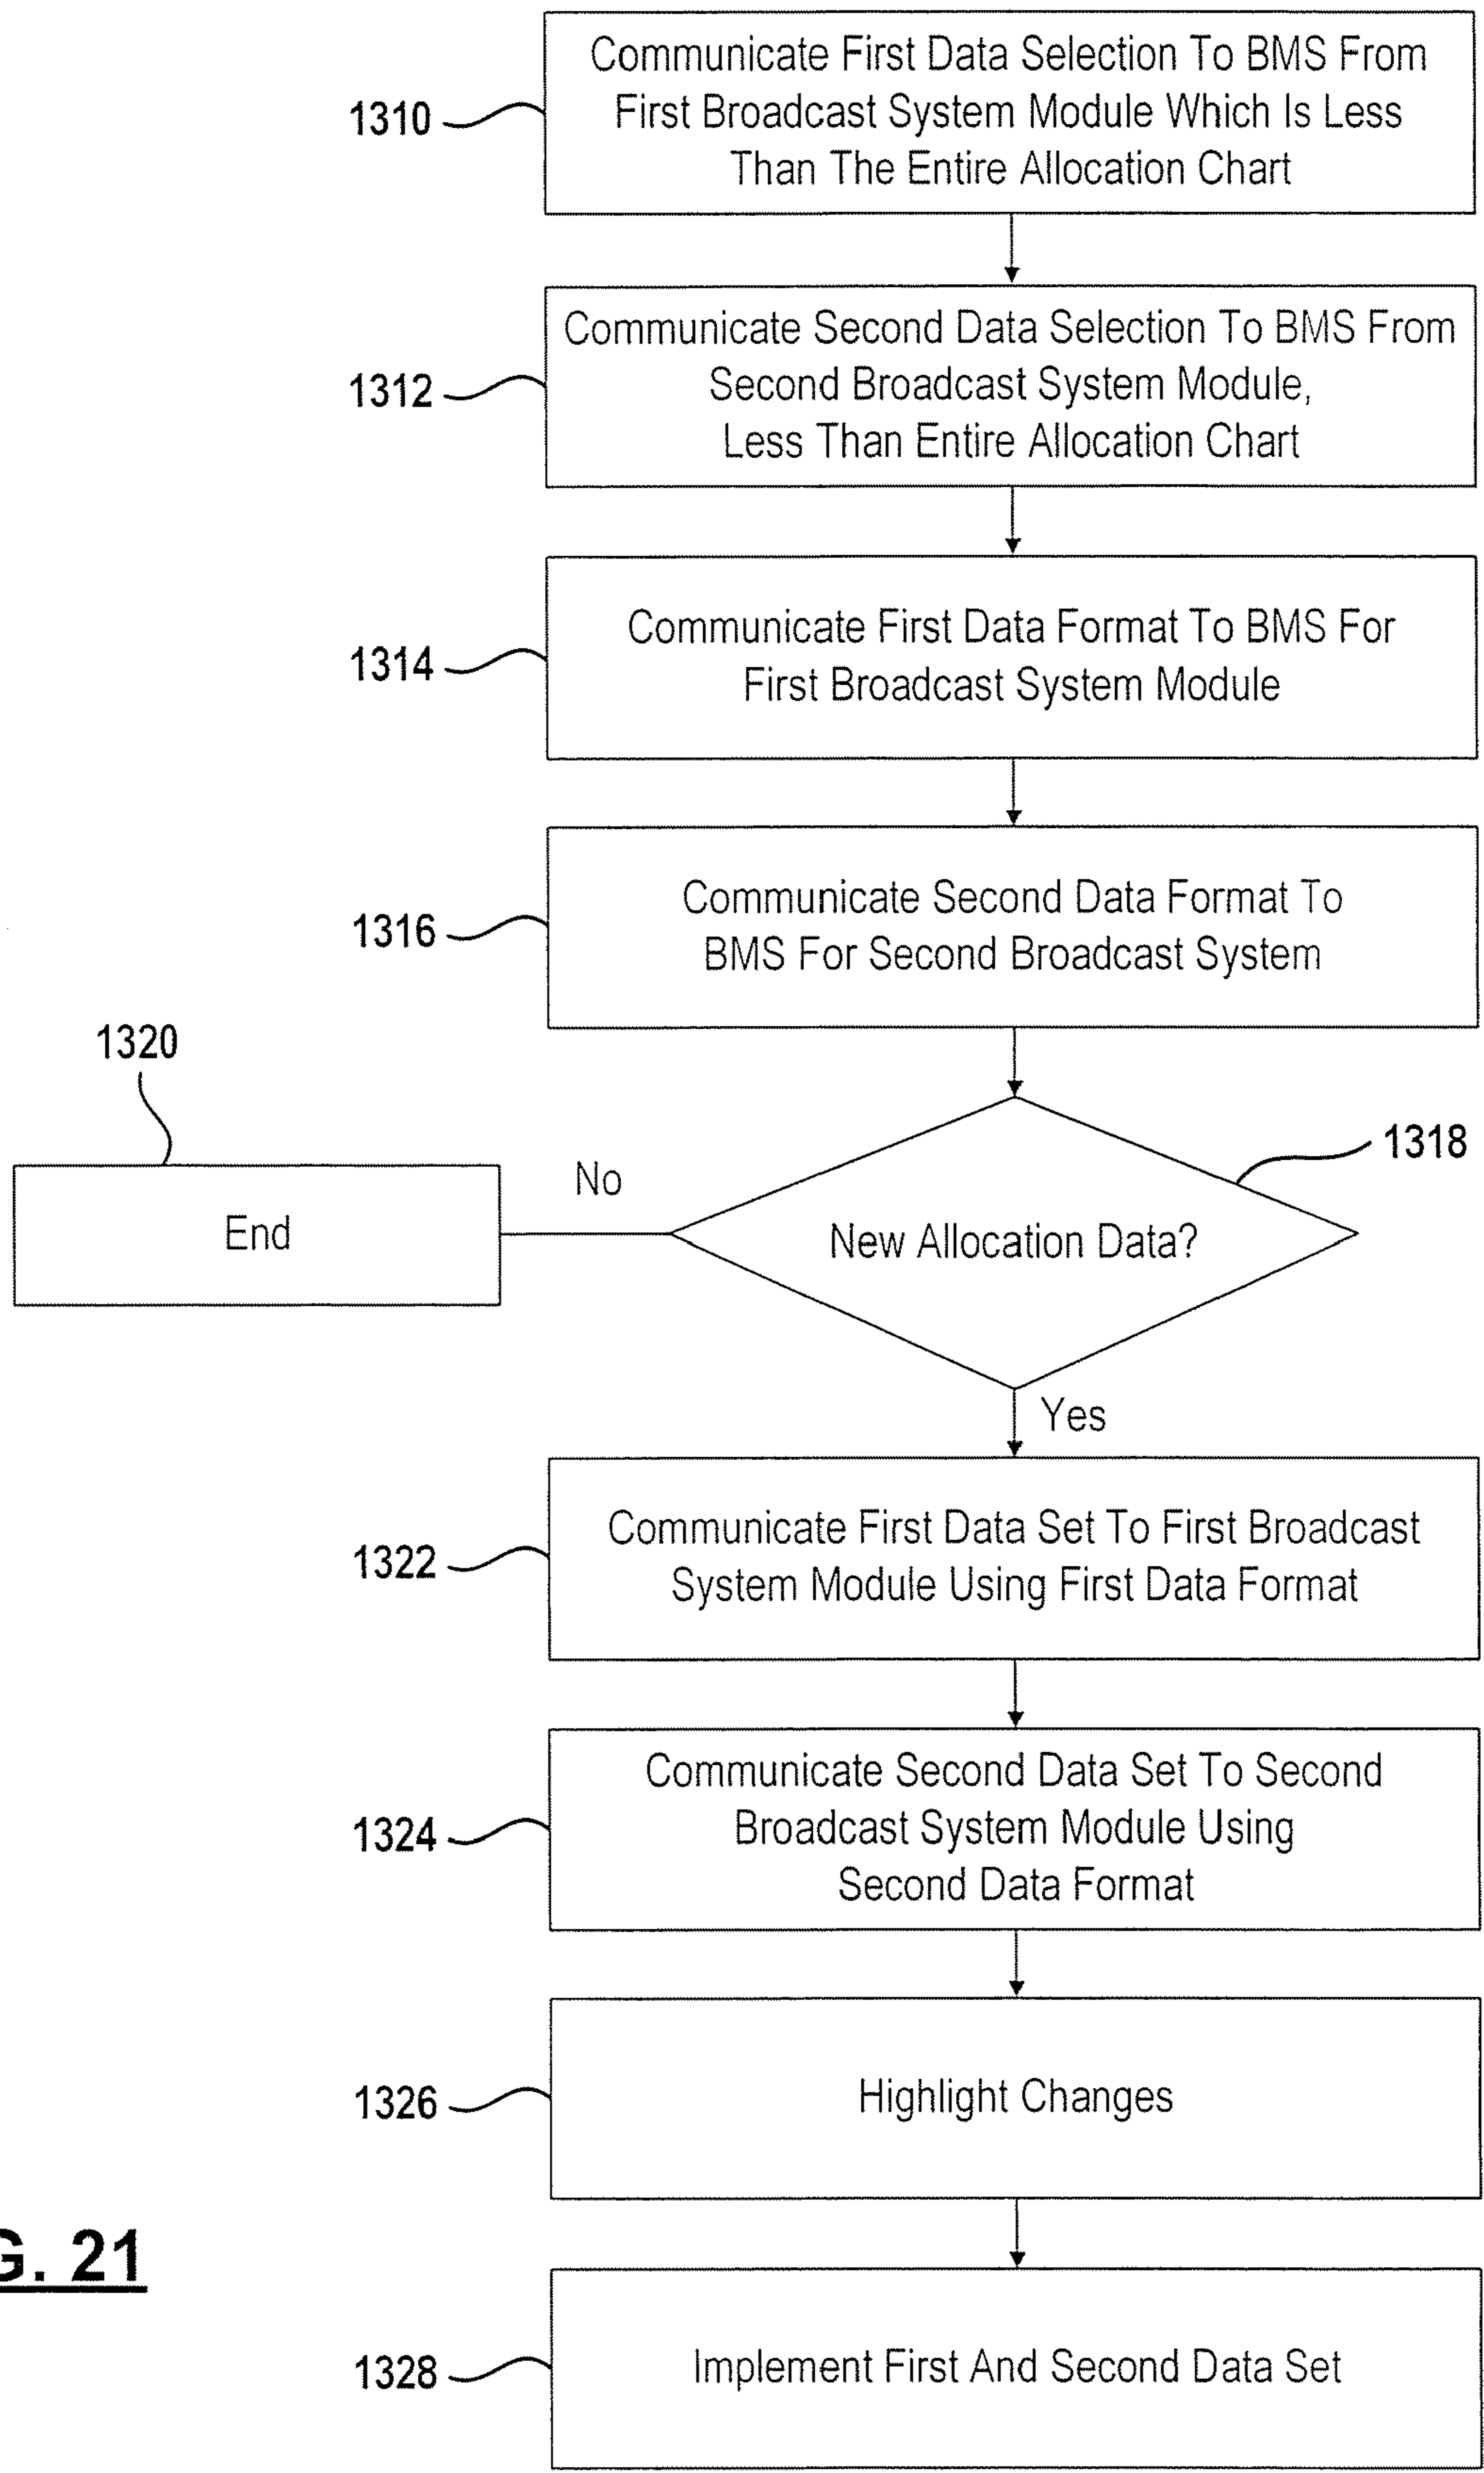 Communicate First Data Selection To BMS From
First Broadcast System Module Which Is Less
Than The Entire Allocation Chart
1310
Communicate Second Data Selection To BMS From
Second Broadcast System Module,
Less Than Entire Allocation Chart
1312
Communicate First Data Format To BMS For
First Broadcast System Module
1314
Communicate Second Data Format To
BMS For Second Broadcast System
1316
1320
End
No
New Allocation Data?
1318
Yes
Communicate First Data Set To First Broadcast
System Module Using First Data Format
1322
Communicate Second Data Set To Second
Broadcast System Module Using
Second Data Format
1324
Highlight Changes
1326
G. 21
Implement First And Second Data Set
1328